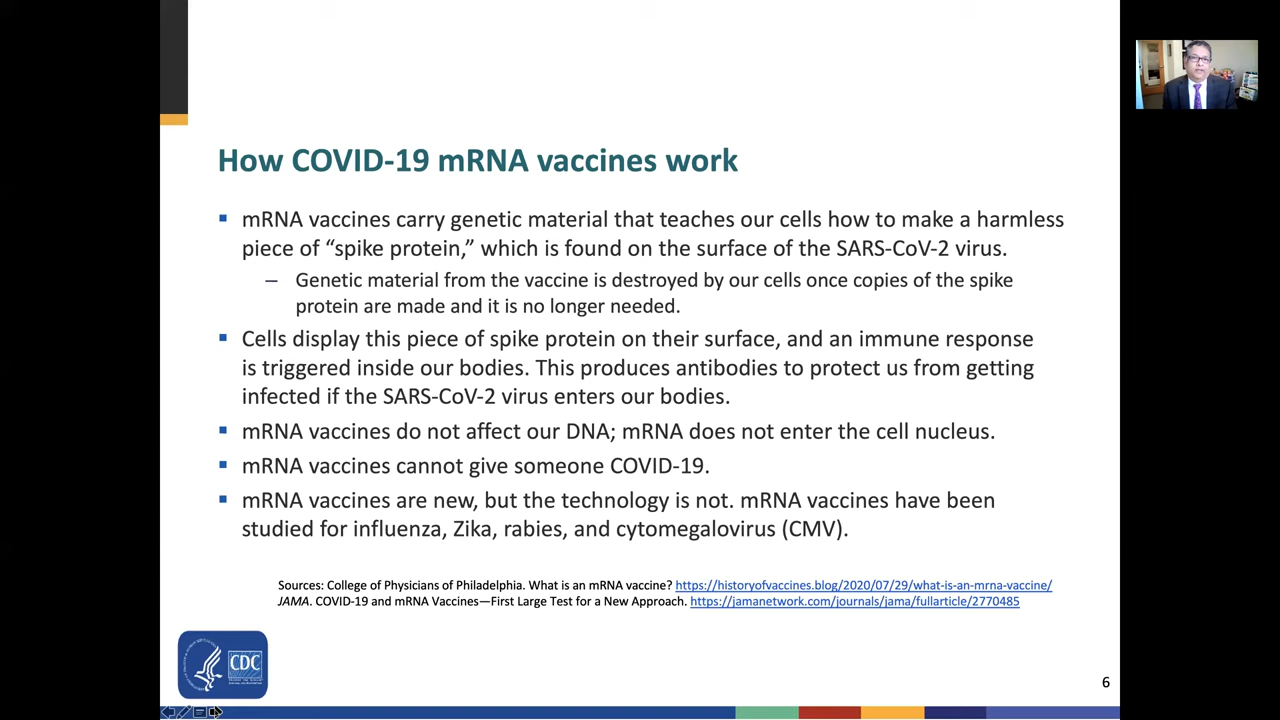 How COVID-19 mRNA vaccines work
▪ mRNA vaccines carry genetic material that teaches our cells how to make a harmless
piece of “spike protein,” which is found on the surface of the SARS-CoV-2 virus.
– Genetic material from the vaccine is destroyed by our cells once copies of the spike
protein are made and it is no longer needed.
▪ Cells display this piece of spike protein on their surface, and an immune response
is triggered inside our bodies. This produces antibodies to protect us from getting
infected if the SARS-CoV-2 virus enters our bodies.
▪ mRNA vaccines do not affect our DNA; mRNA does not enter the cell nucleus.
▪ mRNA vaccines cannot give someone COVID-19.
▪ mRNA vaccines are new, but the technology is not. mRNA vaccines have been
studied for influenza, Zika, rabies, and cytomegalovirus (CMV).
Sources: College of Physicians of Philadelphia. What is an mRNA vaccine? https://historyofvaccines.blog/2020/07/29/what-is-an-mrna-vaccine/
JAMA. COVID-19 and mRNA Vaccines—First Large Test for a New Approach. https://jamanetwork.com/journals/jama/fullarticle/2770485
CDC
6